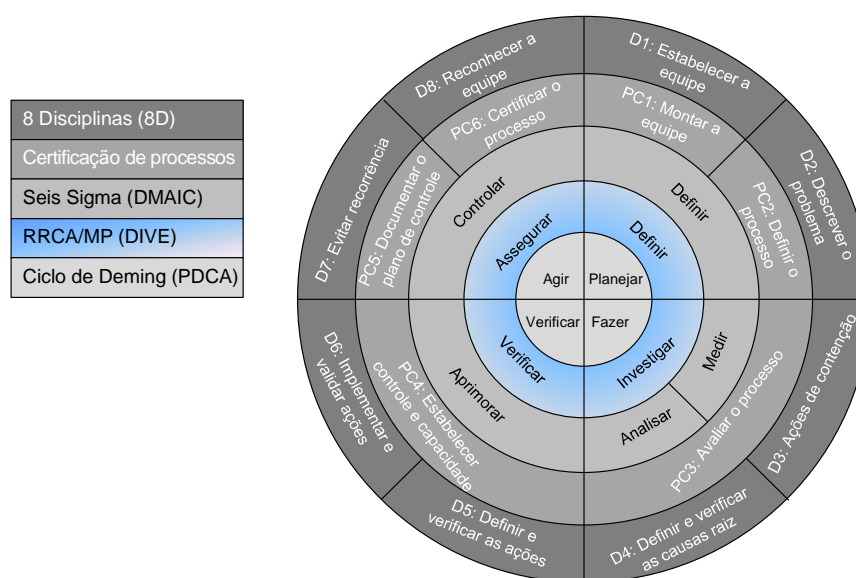 8 Disciplinas (8D)
Certificação de processos
Seis Sigma (DMAIC)
RRCA/MP (DIVE)
Ciclo de Deming (PDCA)
D1: Estabelecer a
equipe
D2: Descrever o
problema
D3: Ações de contenção
D4: Definir e verificar
as causas raiz
D5: Definir e
verificar as ações
D6: Implementar e
validar ações
D7: Evitar recorrência
D8: Reconhecer a
equipe
PC1: Montar a
equipe
PC2: Definir o
processo
PC3: Avaliar o processo
PC4: Estabelecer
controle e capacidade
PC5: Documentar o
plano de controle
PC6: Certificar o
processo
Definir
Medir
Analisar
Aprimorar
Controlar
Definir
Investigar
Verificar
Assegurar
Planejar
Fazer
Verificar
Agir